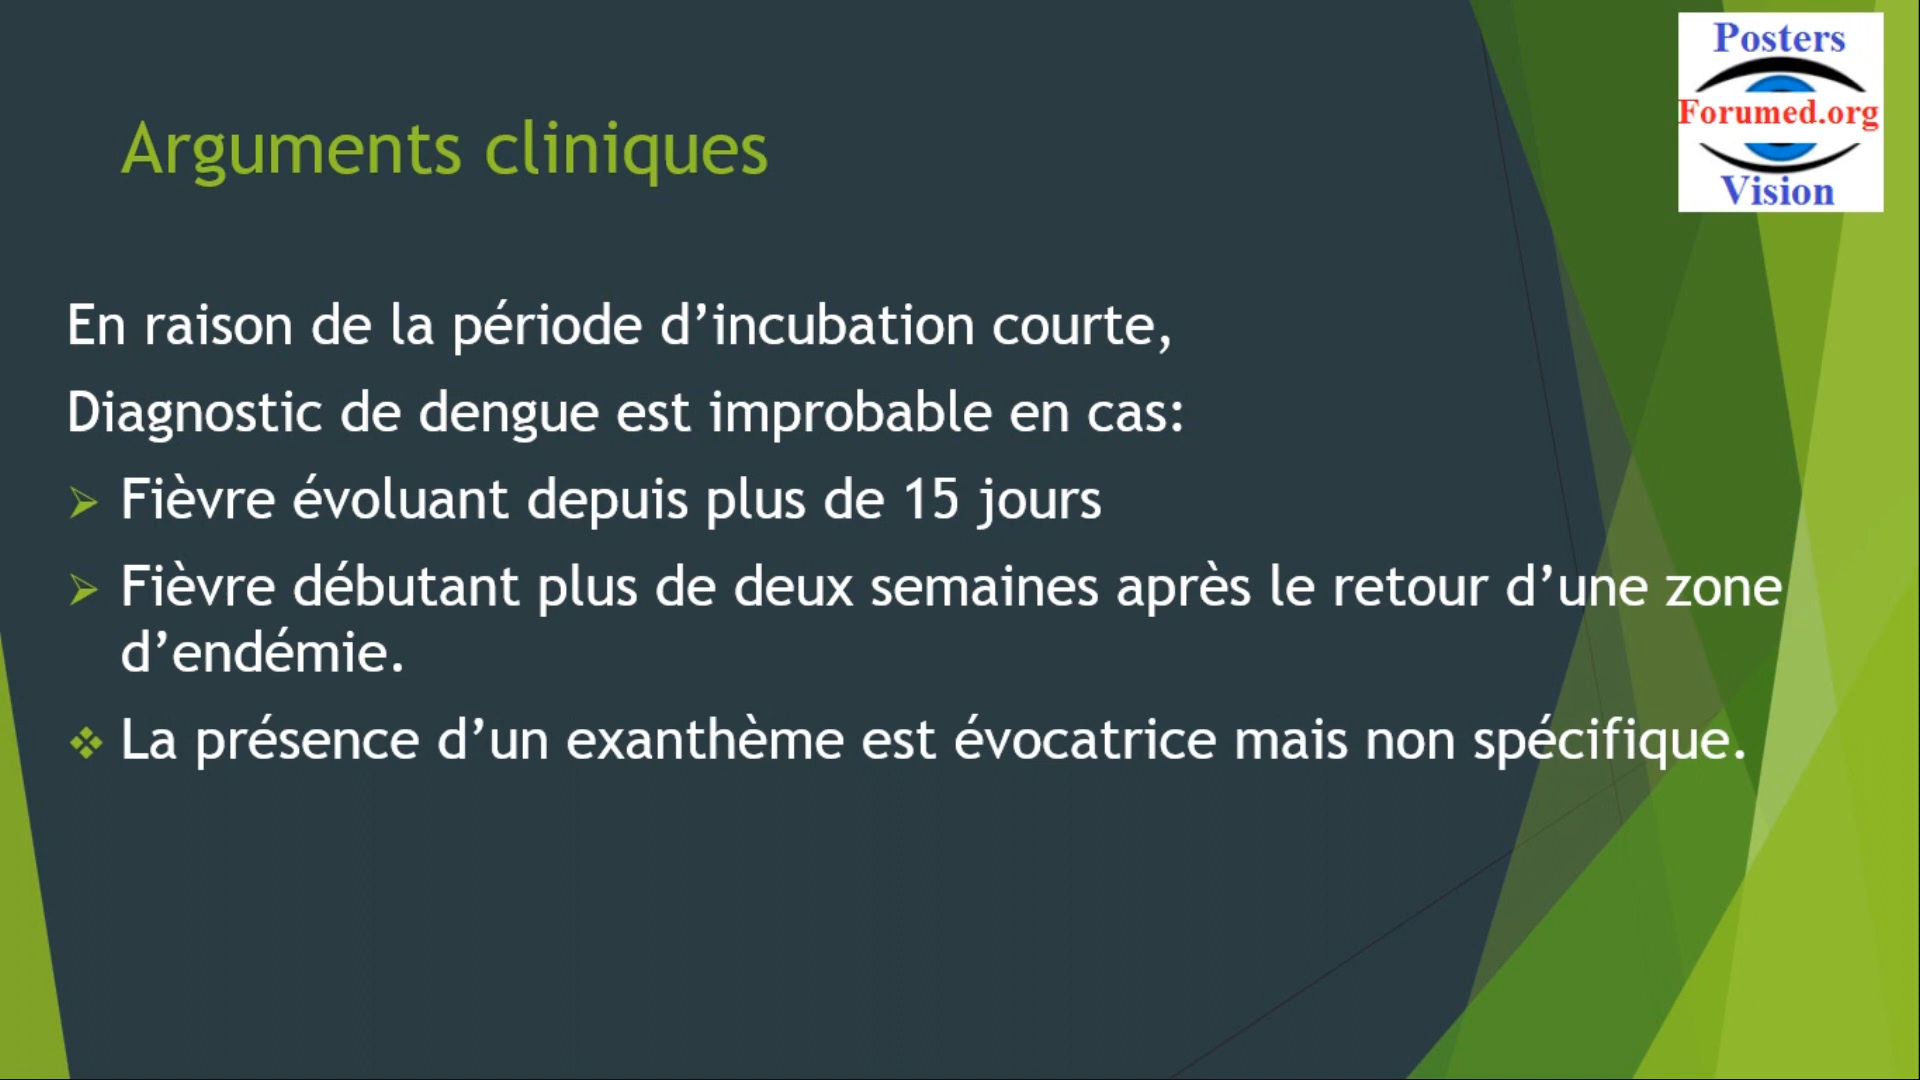 Posters
Forumed.org
Vision
Arguments cliniques
En raison de la période d’incubation courte,
Diagnostic de dengue est improbable en cas:
Fièvre évoluant depuis plus de 15 jours
Fièvre débutant plus de deux semaines après le retour d’une zone
d’endémie.
La présence d’un exanthème est évocatrice mais non spécifique.